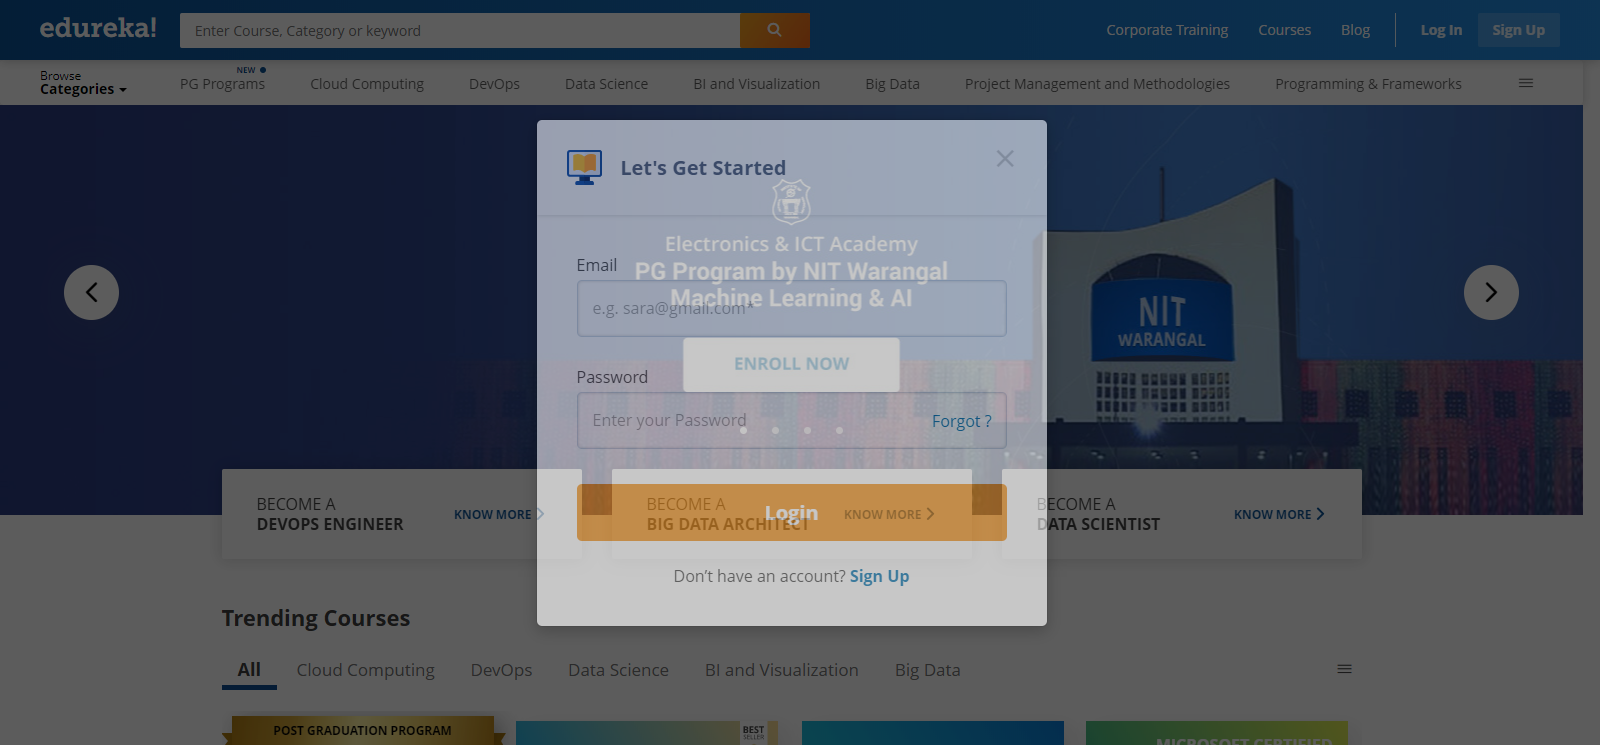 edureka!
Enter Course, Category or keyword
Corporate Training
Courses
Blog
Log In
Sign Up
Browse
Categories
NEW
PG Programs
Cloud Computing
DevOps
Data Science
BI and Visualization
Big Data
Project Management and Methodologies
Programming & Frameworks
Let's Get Started
Electronics & ICT Academy
PG Program by NIT Warangal
Machine Learning & AI
Email
e.g. sara@gmail.com*
ENROLL NOW
Password
Enter your Password
Forgot ?
NIT
WARANGAL
BECOME A
DEVOPS ENGINEER
KNOW MORE
BECOME A
BIG DATA ARCHITECT
KNOW MORE
Login
BECOME A
DATA SCIENTIST
KNOW MORE
Don't have an account? Sign Up
Trending Courses
All
Cloud Computing
DevOps
Data Science
BI and Visualization
Big Data
POST GRADUATION PROGRAM
BEST
SELLER
MICROSOFT CERTIFIED